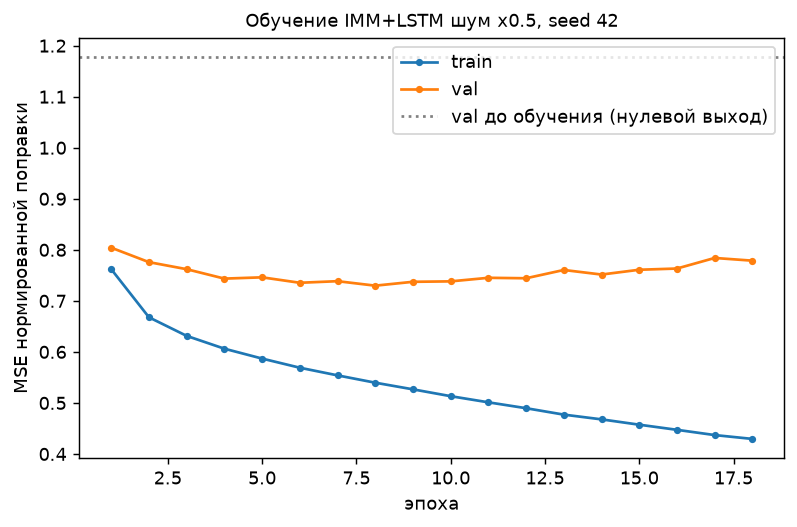 Обучение IMM+LSTM шум x0.5, seed 42
MSE нормированной поправки
1.2
1.1
1.0
0.9
0.8
0.7
0.6
0.5
0.4
train
val
val до обучения (нулевой выход)
2.5 5.0 7.5 10.0 12.5 15.0 17.5
эпоха